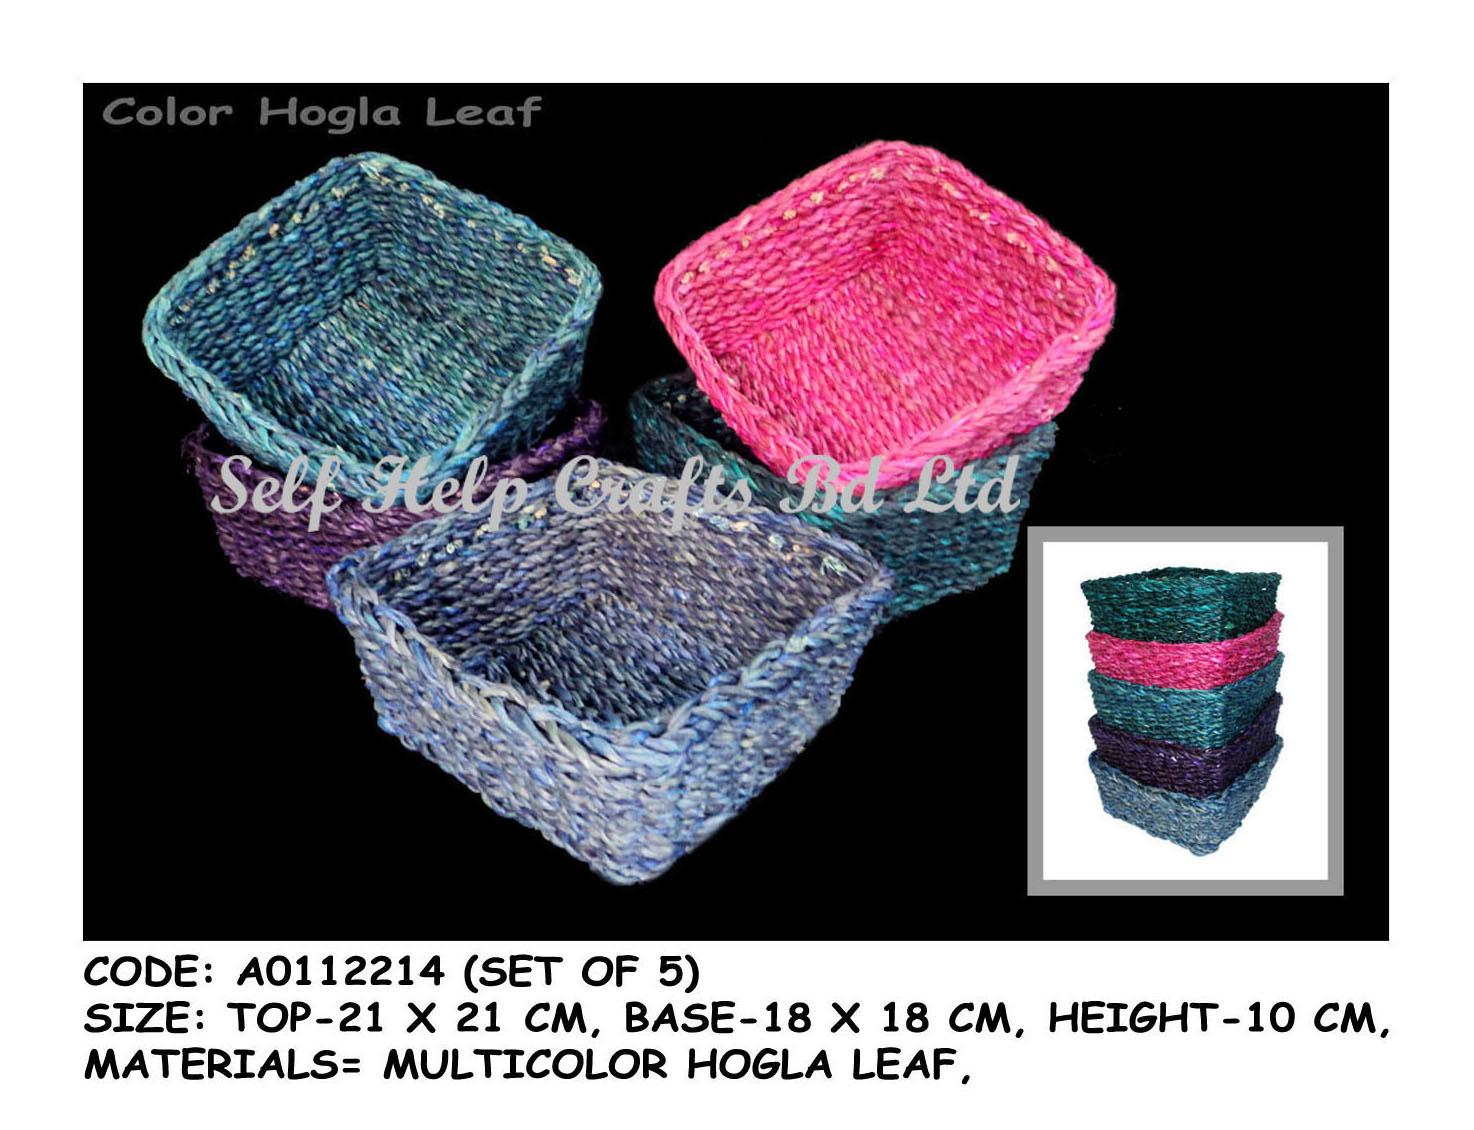 Color Hogla Leaf
Self Help Crafts Bd Ltd
CODE: A0112214 (SET OF 5)
SIZE: TOP-21 X 21 CM, BASE-18 X 18 CM, HEIGHT-10 CM,
MATERIALS= MULTICOLOR HOGLA LEAF,